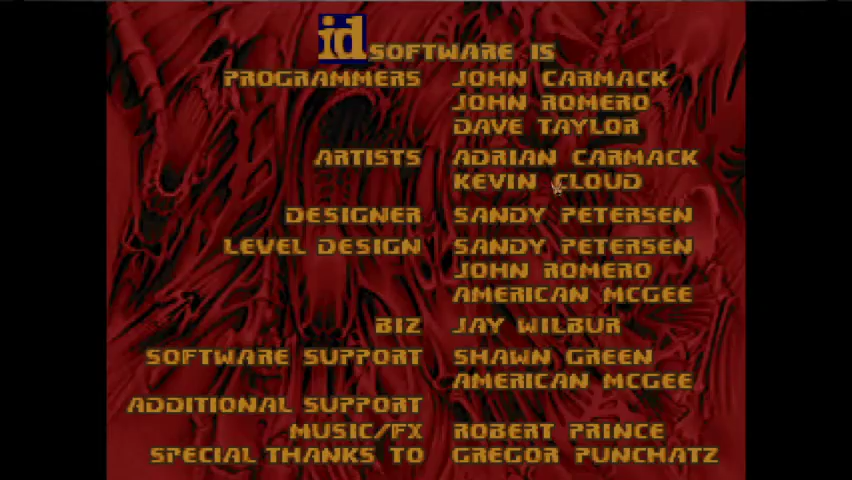 id SOFTWARE IS
PROGRAMMERS JOHN CARMACK
JOHN ROMERO
DAVE TAYLOR
ARTISTS ADRIAN CARMACK
KEVIN CLOUD
DESIGNER SANDY PETERSEN
LEVEL DESIGN SANDY PETERSEN
JOHN ROMERO
AMERICAN MCGEE
BIZ JAY WILBUR
SOFTWARE SUPPORT SHAWN GREEN
AMERICAN MCGEE
ADDITIONAL SUPPORT
MUSIC/FX ROBERT PRINCE
SPECIAL THANKS TO GREGOR PUNCHATZ